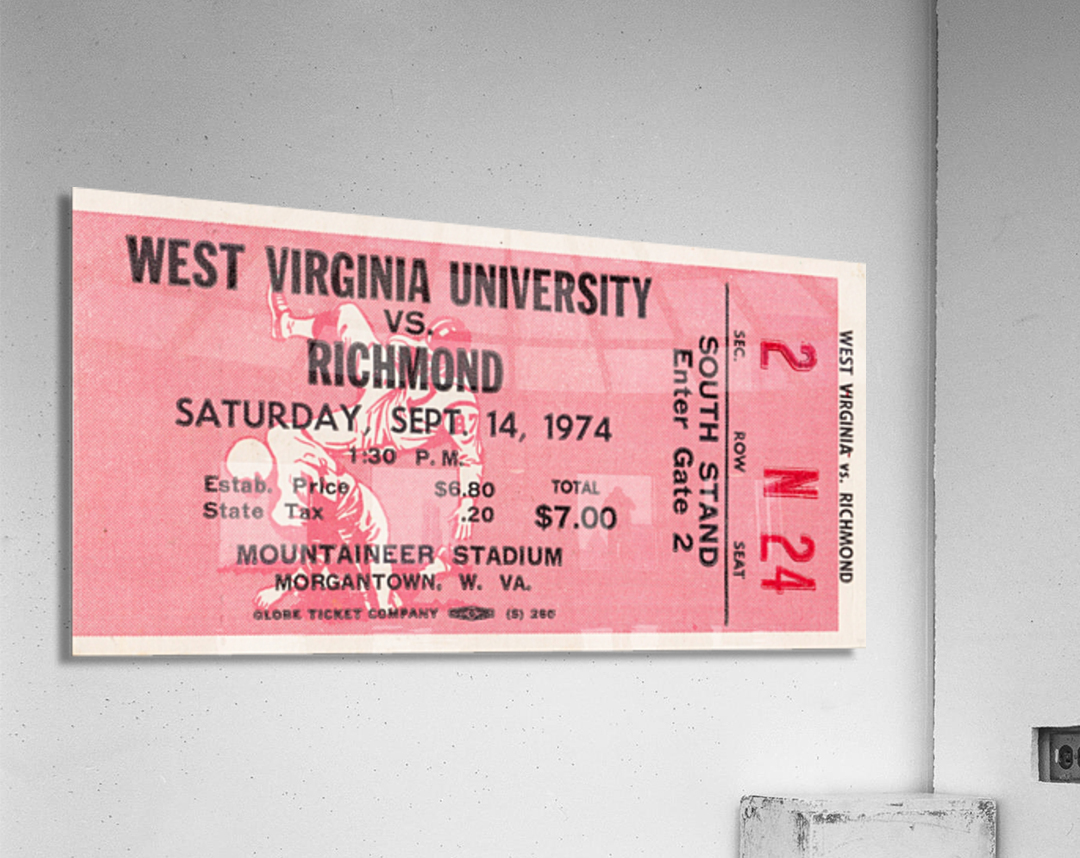 WEST VIRGINIA UNIVERSITY
VS.
RICHMOND
SATURDAY, SEPT. 14, 1974
1:30 P.M.
Estab. Price $6.80
State Tax .20
TOTAL
$7.00
MOUNTAINEER STADIUM
MORGANTOWN, W. VA.
GLOBE TICKET COMPANY (S) 260
SOUTH STAND
Enter Gate 2
SEC. ROW SEAT
2 N 24
WEST VIRGINIA vs. RICHMOND